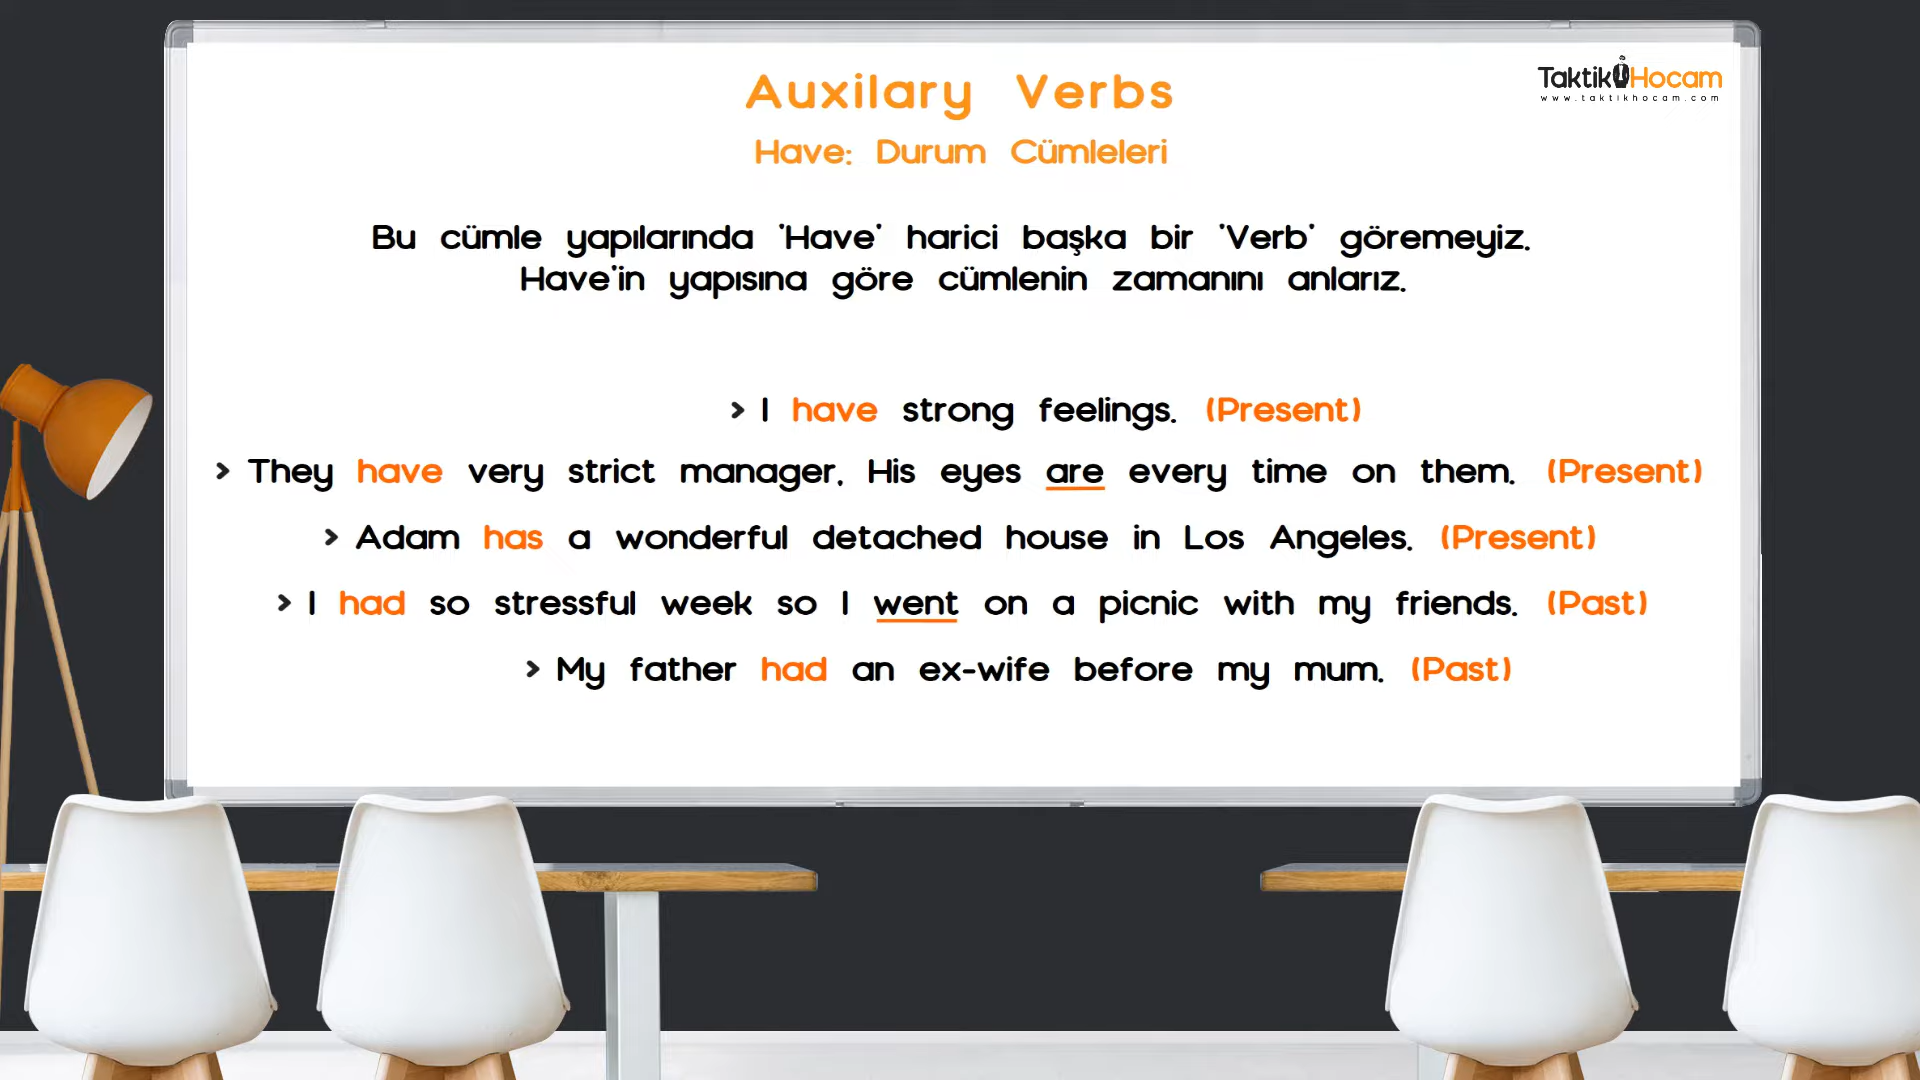 Auxilary Verbs
TaktikHocam
www.taktikhocam.com
Have: Durum Cümleleri
Bu cümle yapılarında 'Have' harici başka bir 'Verb' göremeyiz.
Have'in yapısına göre cümlenin zamanını anlarız.
> I have strong feelings. (Present)
> They have very strict manager, His eyes are every time on them. (Present)
> Adam has a wonderful detached house in Los Angeles. (Present)
> I had so stressful week so I went on a picnic with my friends. (Past)
> My father had an ex-wife before my mum. (Past)